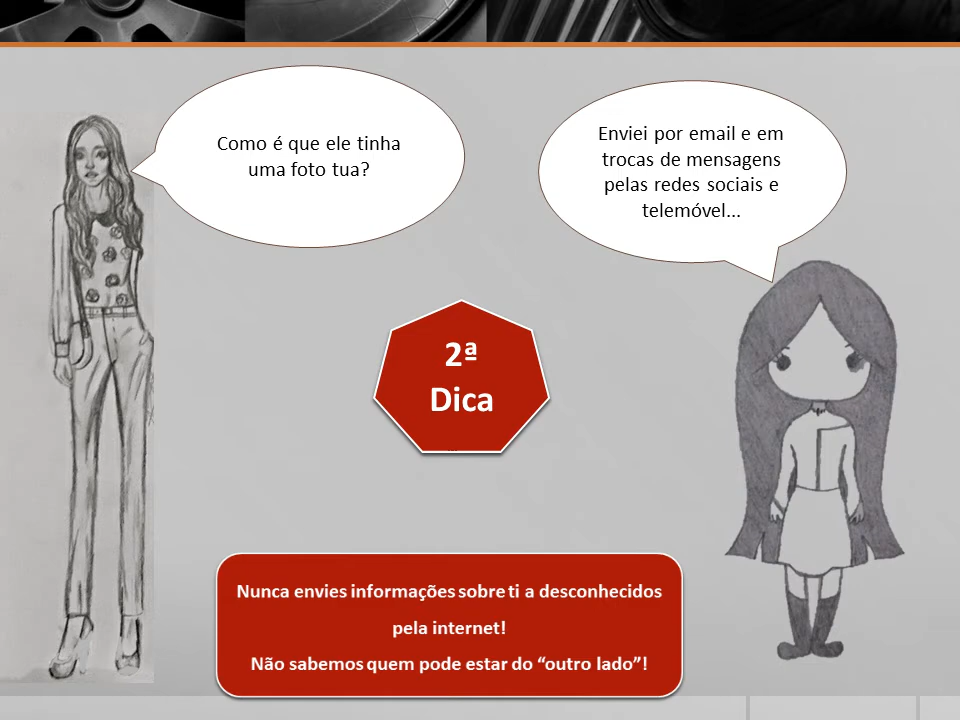 Como é que ele tinha
uma foto tua?
Enviei por email e em
trocas de mensagens
pelas redes sociais e
telemóvel...
2ª
Dica
Nunca envies informações sobre ti a desconhecidos
pela internet!
Não sabemos quem pode estar do “outro lado”!